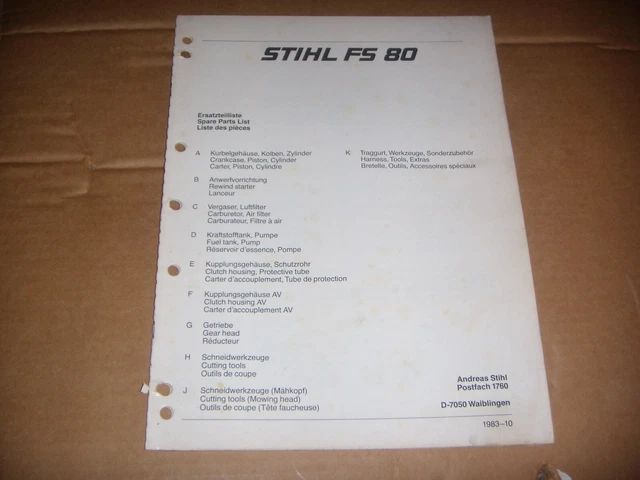 STIHL FS 80
Ersatzteilliste
Spare Parts List
Liste des pièces
A Kurbelgehäuse, Kolben, Zylinder
Crankcase, Piston, Cylinder
Carter, Piston, Cylindre
B Anwerfvorrichtung
Rewind starter
Lanceur
C Vergaser, Luftfilter
Carburetor, Air filter
Carburateur, Filtre à air
D Kraftstofftank, Pumpe
Fuel tank, Pump
Réservoir d'essence, Pompe
E Kupplungsgehäuse, Schutzrohr
Clutch housing, Protective tube
Carter d'accouplement, Tube de protection
F Kupplungsgehäuse AV
Clutch housing AV
Carter d'accouplement AV
G Getriebe
Gear head
Réducteur
H Schneidwerkzeuge
Cutting tools
Outils de coupe
J Schneidwerkzeuge (Mähkopf)
Cutting tools (Mowing head)
Outils de coupe (Tête faucheuse)
K Traggurt, Werkzeuge, Sonderzubehör
Harness, Tools, Extras
Bretelle, Outils, Accessoires spéciaux
Andreas Stihl
Postfach 1760
D-7050 Waiblingen
1983–10